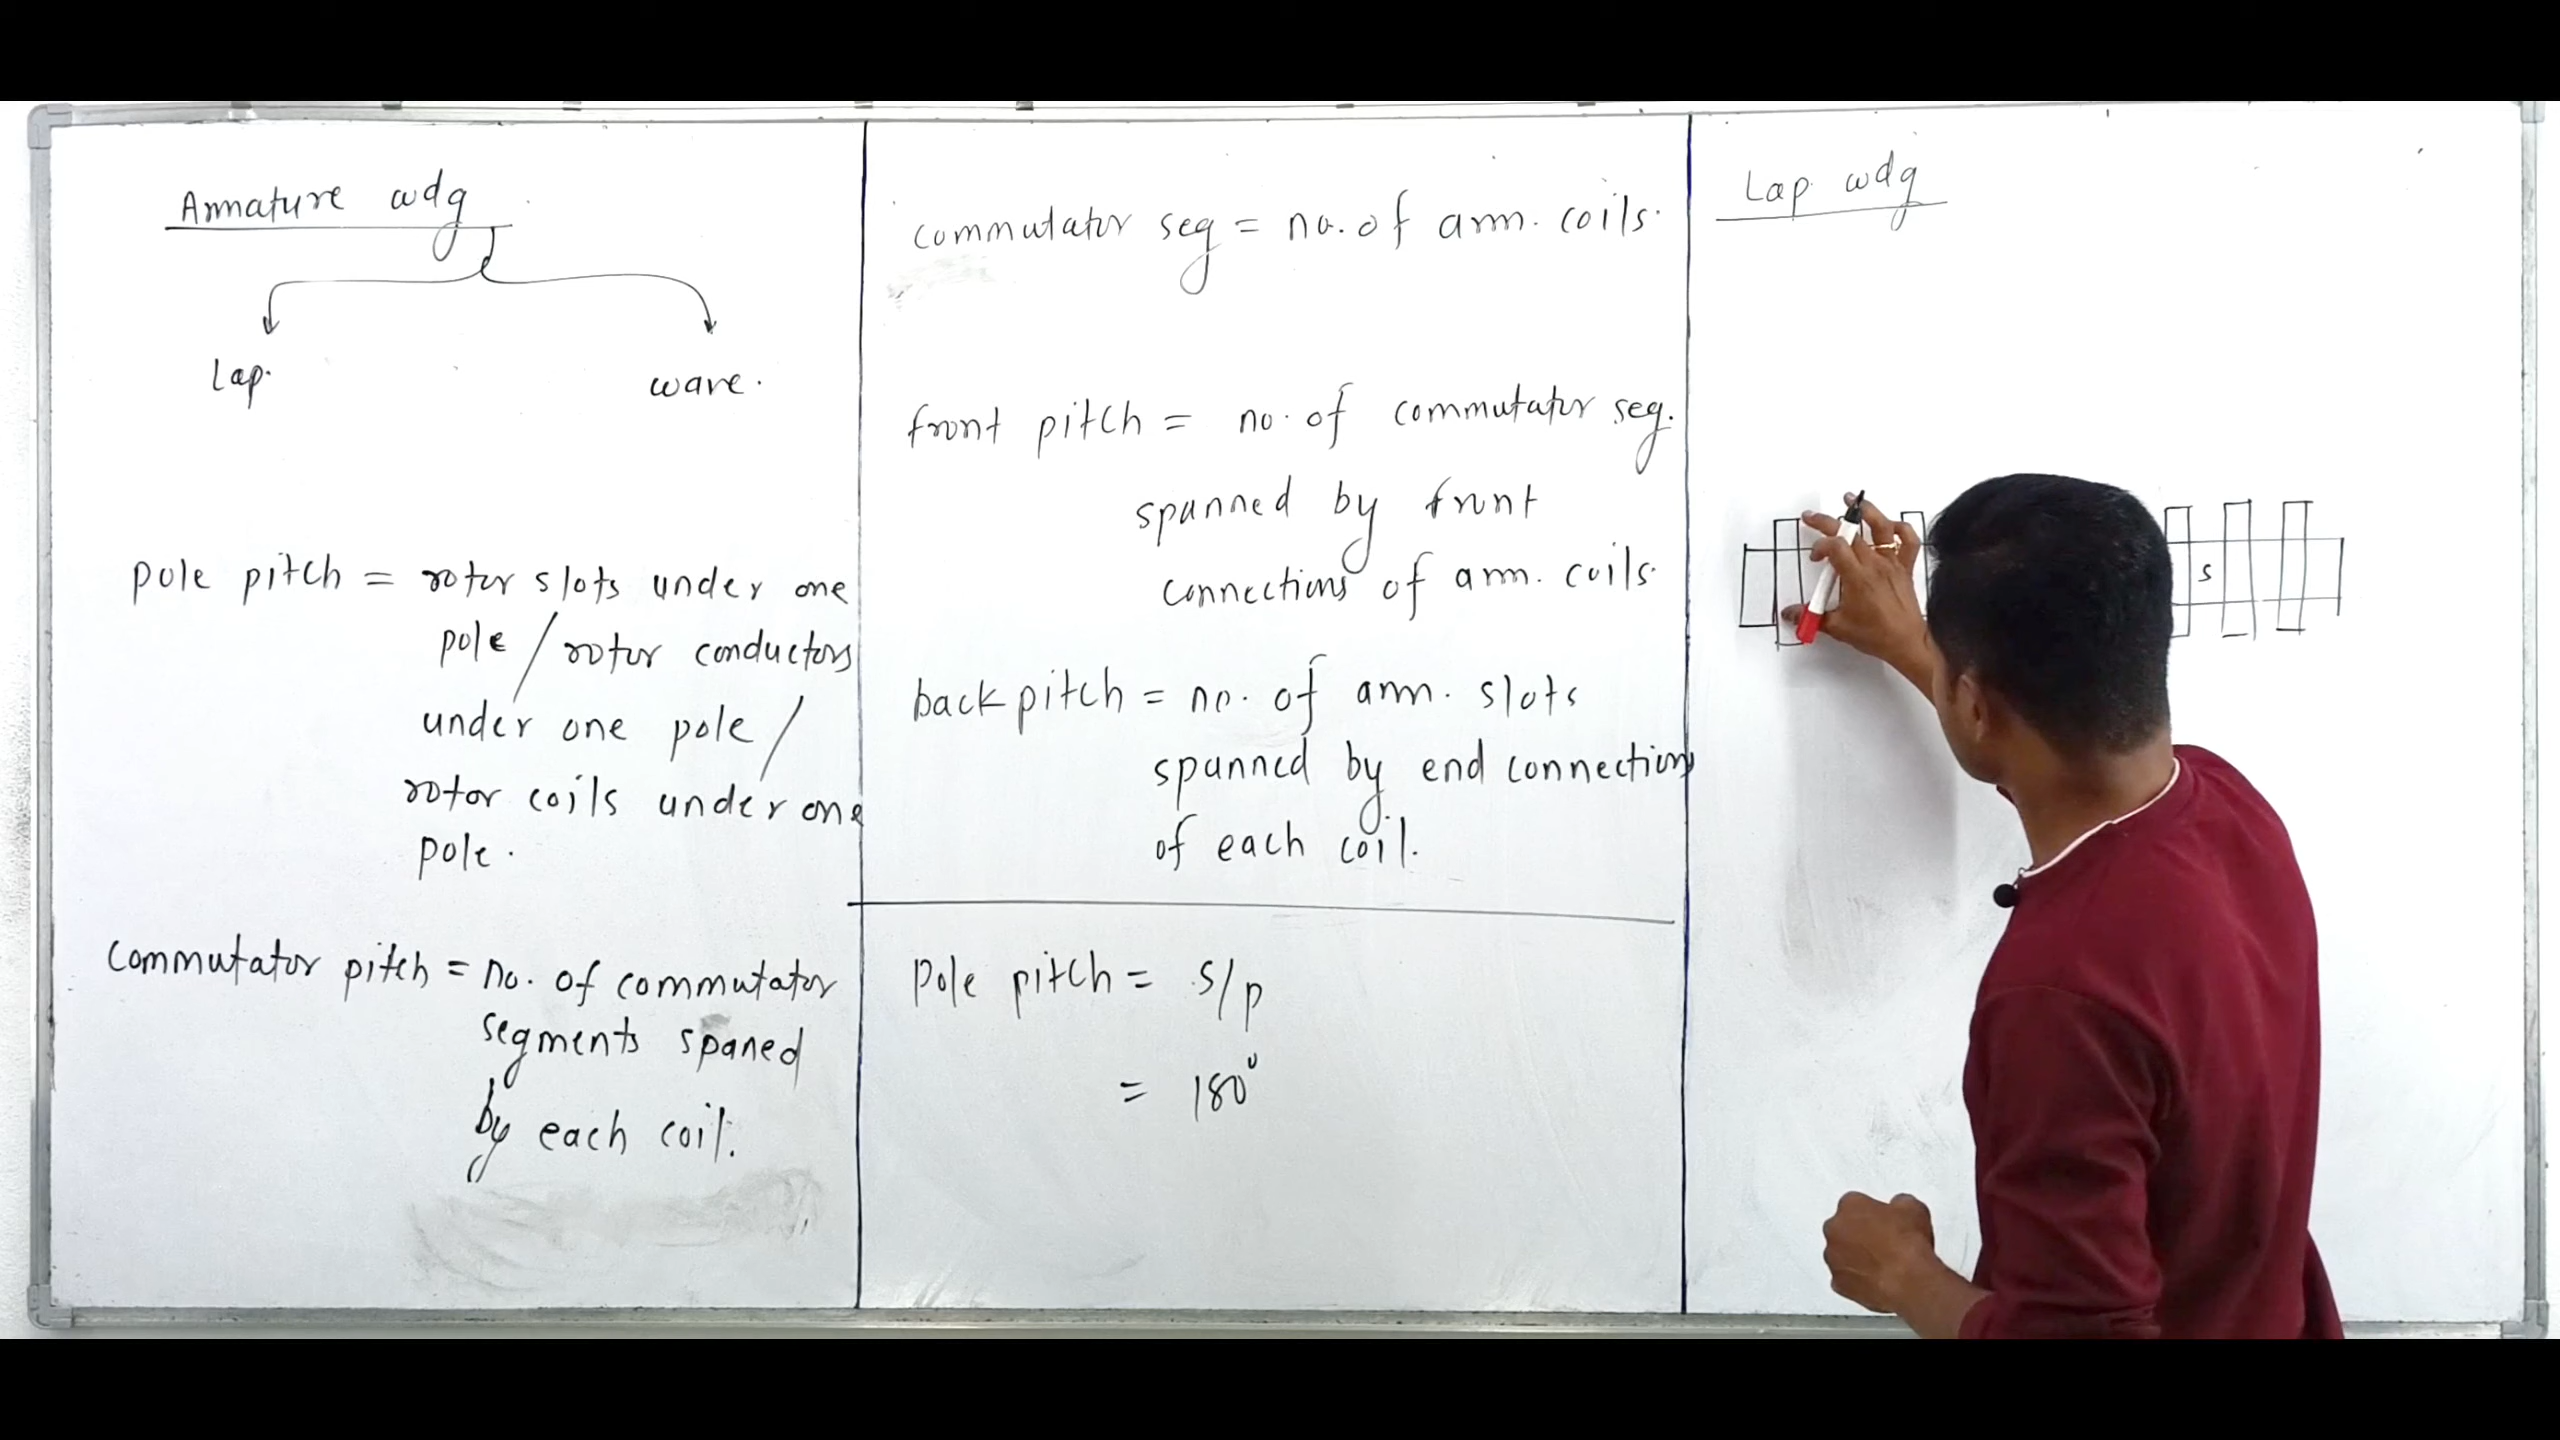 Armature wdg
Lap.
wave.
pole pitch = rotor slots under one
pole / rotor conductors
under one pole /
rotor coils under one
pole.
Commutator pitch = no. of commutator
segments spaned
by each coil.
commutator seg = no. of arm. coils.
front pitch = no. of commutator seg.
spanned by front
connections of arm. coils.
back pitch = no. of arm. slots
spanned by end connections
of each coil.
Pole pitch = S/p
= 180°
Lap wdg
S